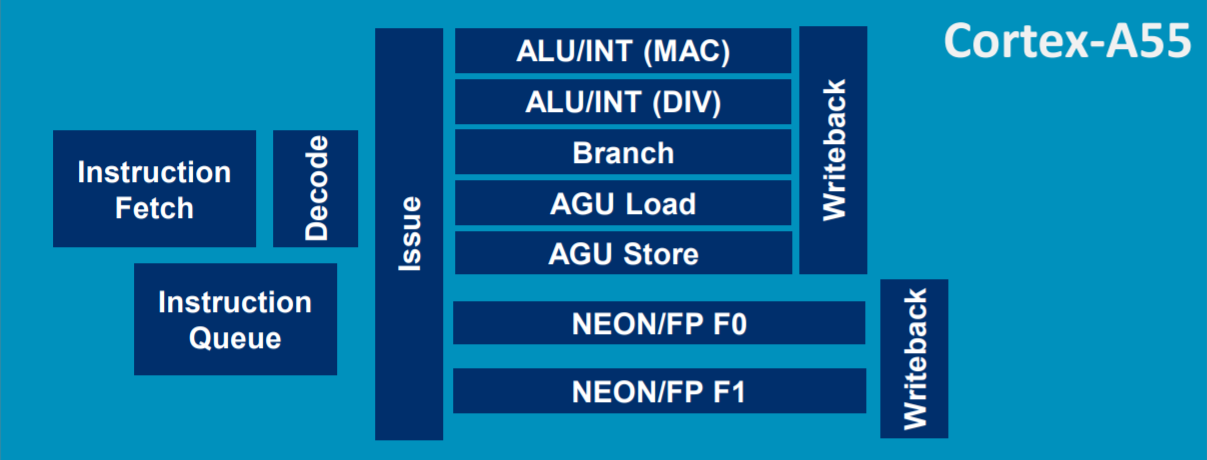 Cortex-A55
Instruction
Fetch
Decode
Instruction
Queue
Issue
ALU/INT (MAC)
ALU/INT (DIV)
Branch
AGU Load
AGU Store
Writeback
NEON/FP F0
NEON/FP F1
Writeback